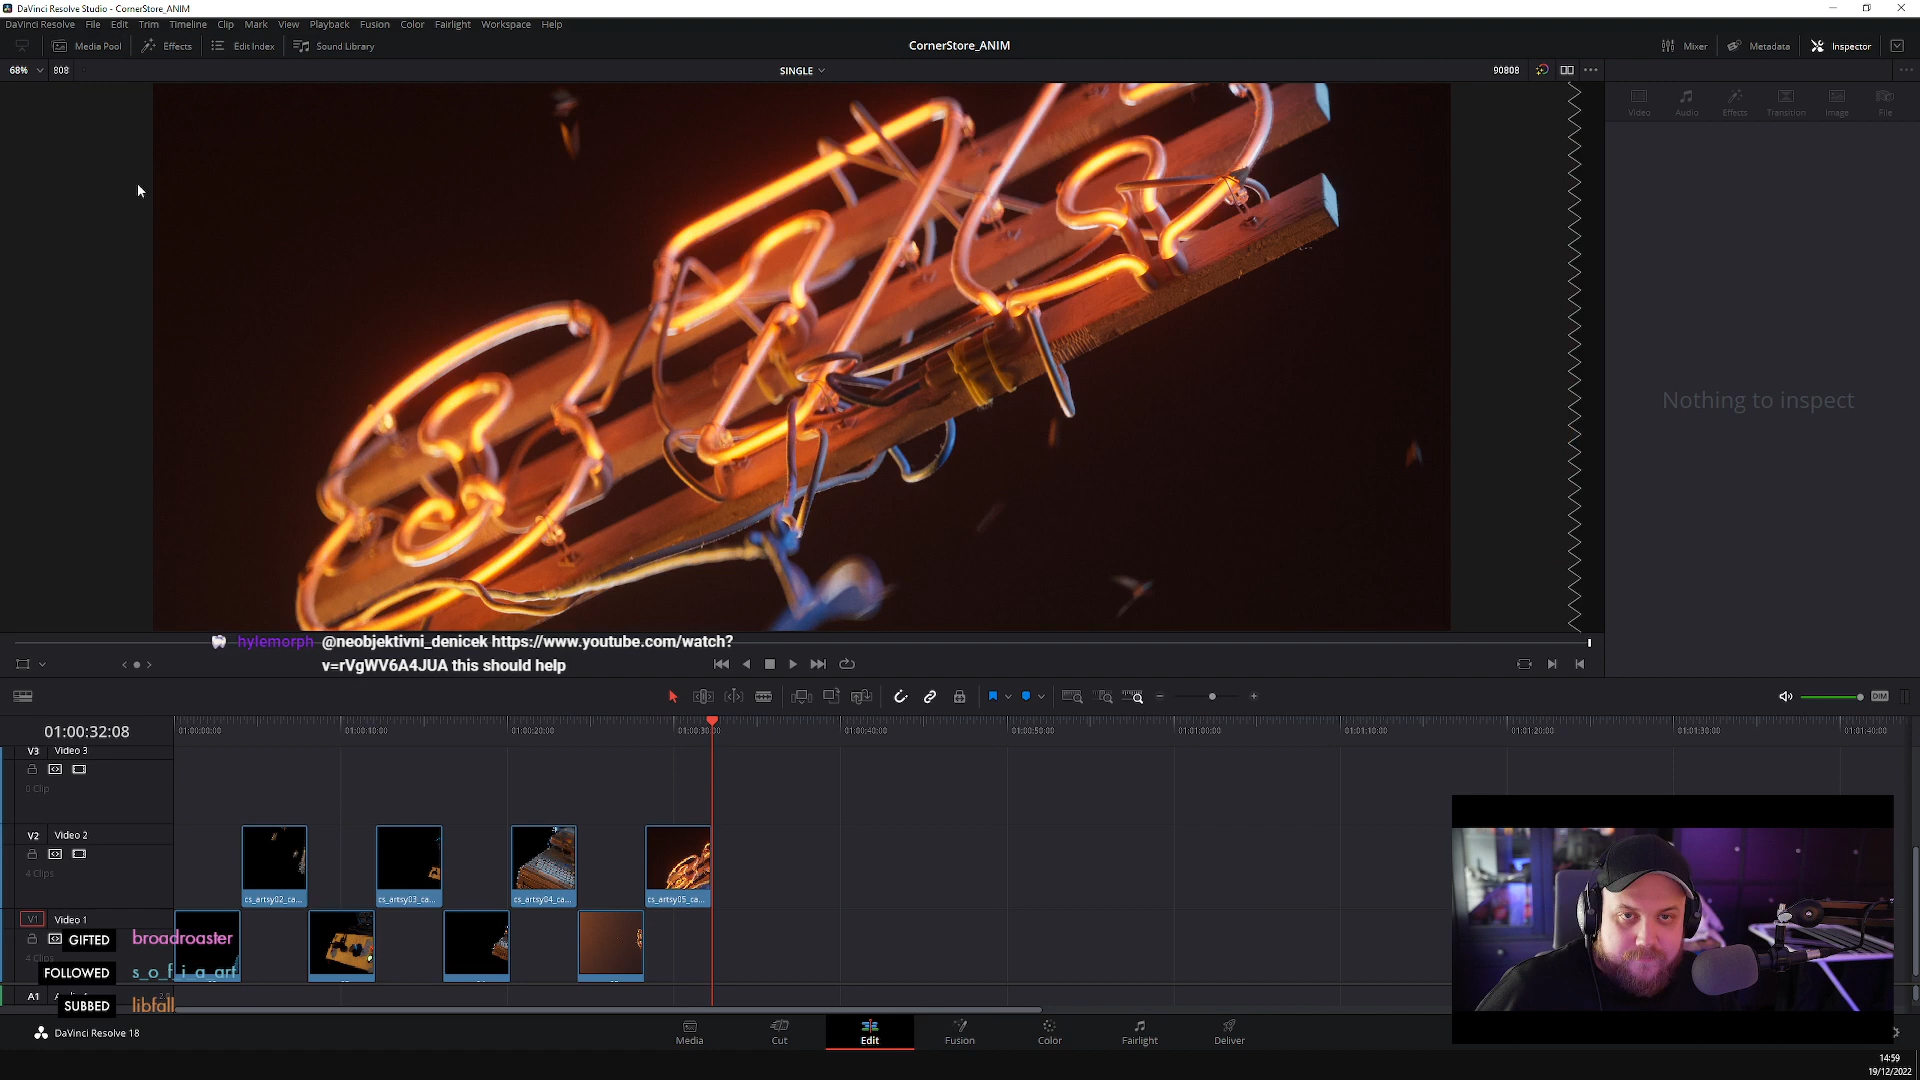 DaVinci Resolve Studio - CornerStore_ANIM
DaVinci Resolve File Edit Trim Timeline Clip Mark View Playback Fusion Color Fairlight Workspace Help
Media Pool Effects Edit Index Sound Library CornerStore_ANIM Mixer Metadata Inspector
68% 808 SINGLE 90808
Video Audio Effects Transition Image File
Nothing to inspect
hylemorph @neobjektivni_denicek https://www.youtube.com/watch?
v=rVgWV6A4JUA this should help
DIM
01:00:32:08
01:00:00:00 01:00:10:00 01:00:20:00 01:00:30:00 01:00:40:00 01:00:50:00 01:01:00:00 01:01:10:00 01:01:20:00 01:01:30:00 01:01:40:00
V3 Video 3
0 Clip
V2 Video 2
4 Clips
cs_artsy02_ca... cs_artsy03_ca... cs_artsy04_ca... cs_artsy05_ca...
V1 Video 1
GIFTED broadroaster
4 Clips
FOLLOWED s_o_f_i_a_art
A1
SUBBED libfall
DaVinci Resolve 18
Media Cut Edit Fusion Color Fairlight Deliver
14:59
19/12/2022